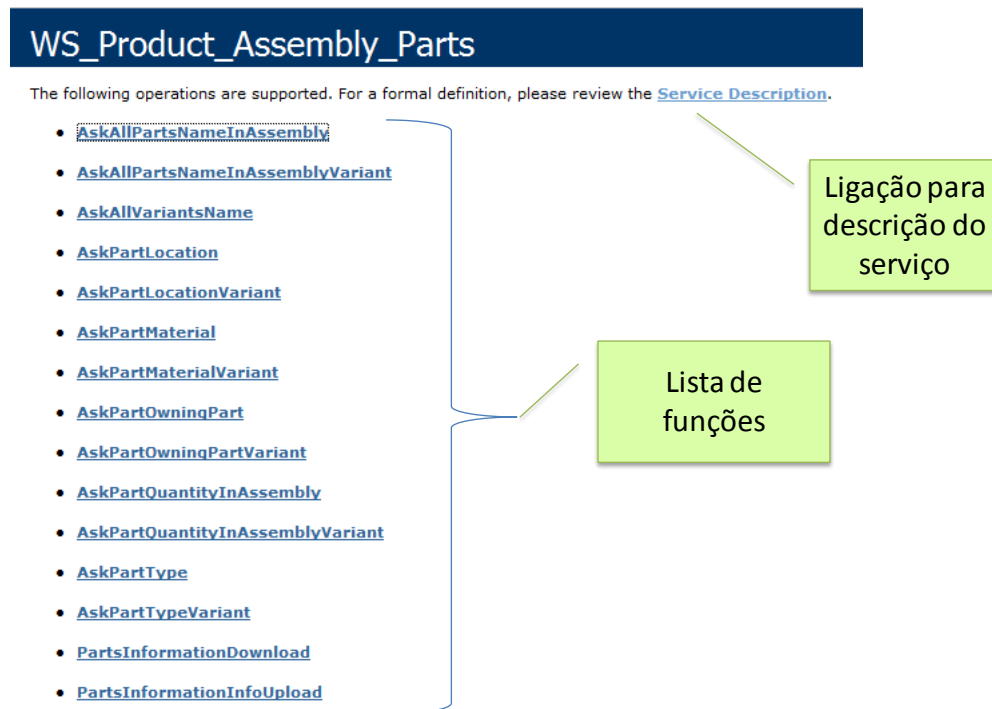 WS_Product_Assembly_Parts
The following operations are supported. For a formal definition, please review the Service Description.
AskAllPartsNameInAssembly
AskAllPartsNameInAssemblyVariant
AskAllVariantsName
AskPartLocation
AskPartLocationVariant
AskPartMaterial
AskPartMaterialVariant
AskPartOwningPart
AskPartOwningPartVariant
AskPartQuantityInAssembly
AskPartQuantityInAssemblyVariant
AskPartType
AskPartTypeVariant
PartsInformationDownload
PartsInformationInfoUpload
Ligação para
descrição do
serviço
Lista de
funções